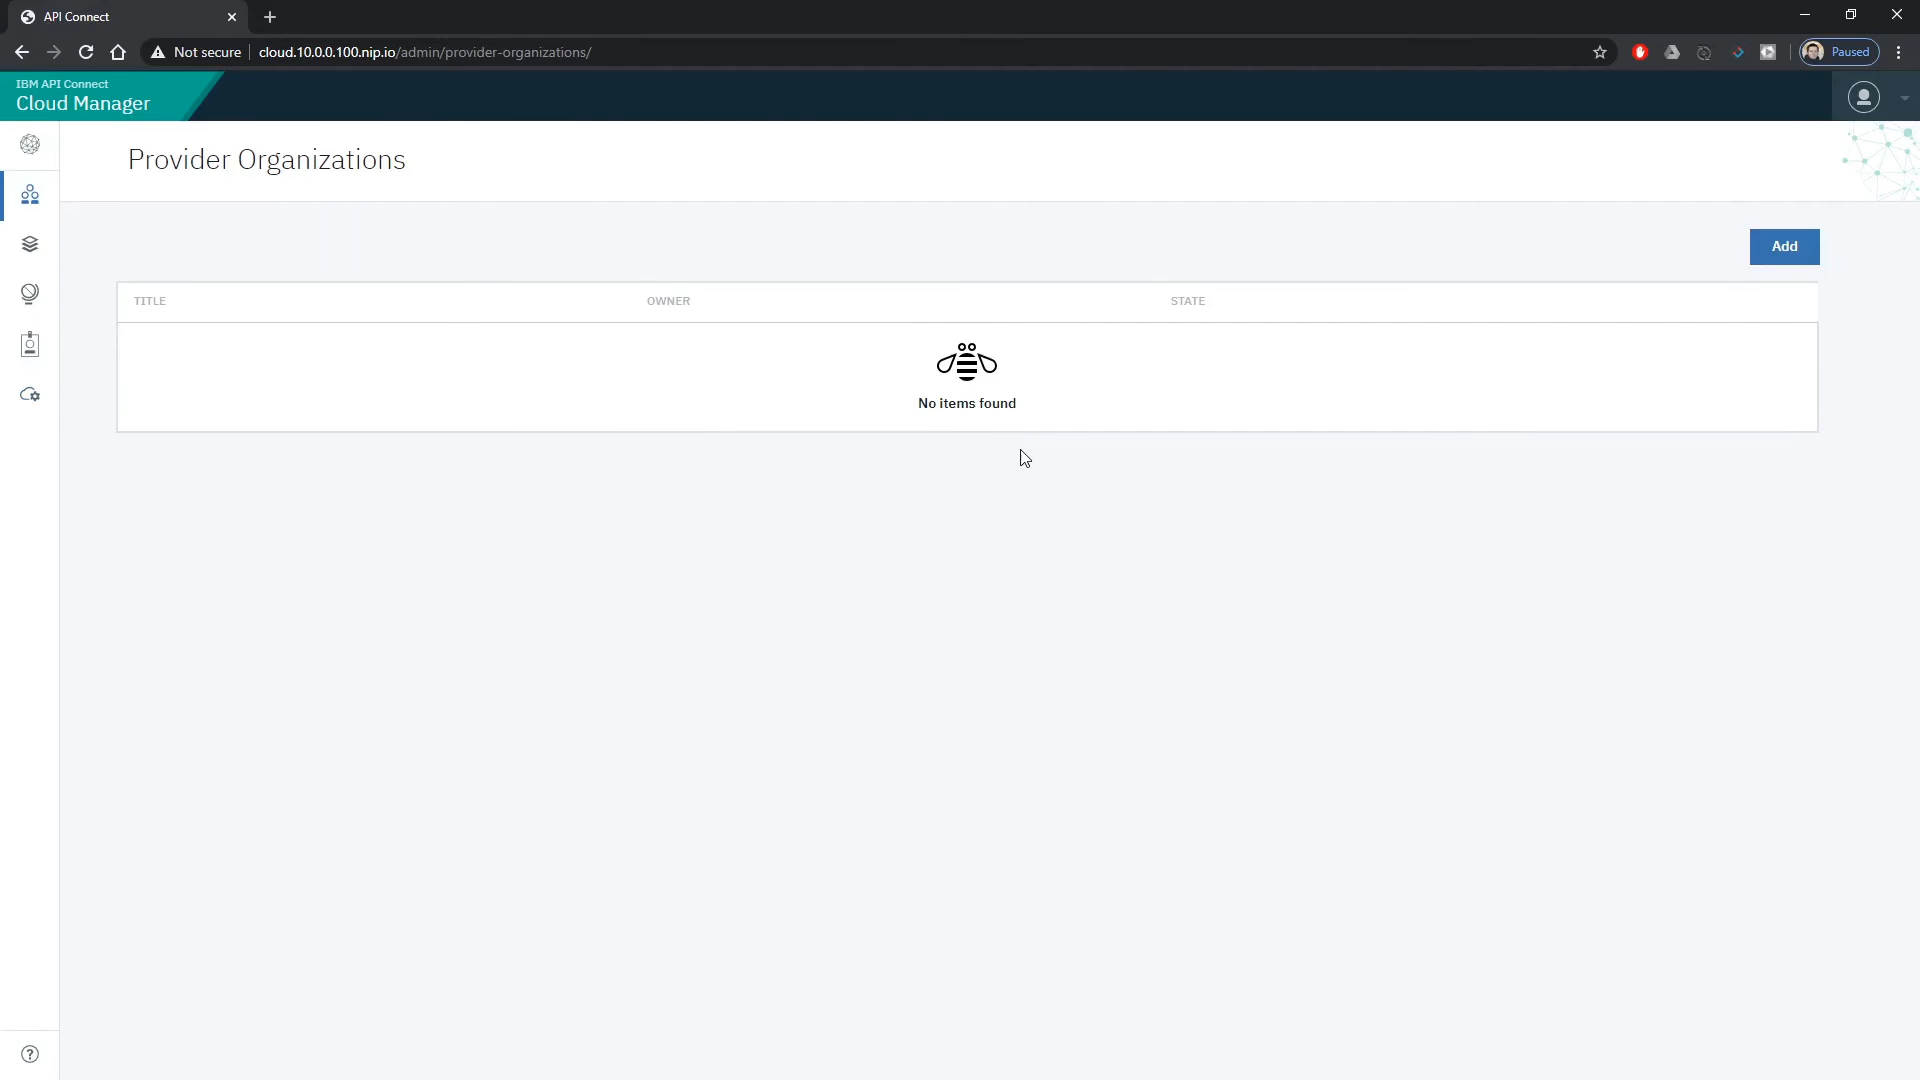 API Connect
Not secure
cloud.10.0.0.100.nip.io/admin/provider-organizations/
Paused
IBM API Connect
Cloud Manager
Provider Organizations
Add
TITLE
OWNER
STATE
No items found